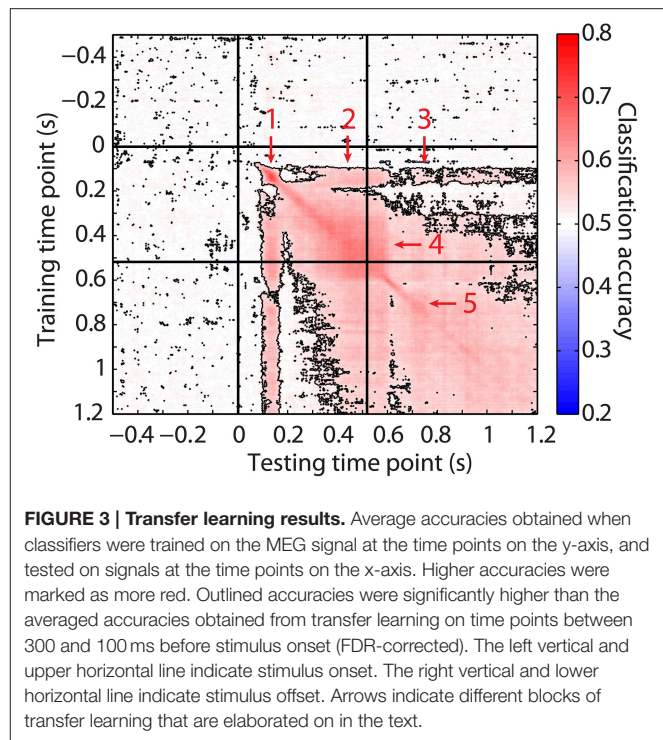 0.8
0.7
0.6
0.5
0.4
0.3
0.2
Classification accuracy
1
2
3
4
5
−0.4
−0.2
0
0.2
0.4
0.6
0.8
1
1.2
Training time point (s)
−0.4 −0.2 0 0.2 0.4 0.6 0.8 1 1.2
Testing time point (s)
FIGURE 3 | Transfer learning results. Average accuracies obtained when
classifiers were trained on the MEG signal at the time points on the y-axis, and
tested on signals at the time points on the x-axis. Higher accuracies were
marked as more red. Outlined accuracies were significantly higher than the
averaged accuracies obtained from transfer learning on time points between
300 and 100 ms before stimulus onset (FDR-corrected). The left vertical and
upper horizontal line indicate stimulus onset. The right vertical and lower
horizontal line indicate stimulus offset. Arrows indicate different blocks of
transfer learning that are elaborated on in the text.